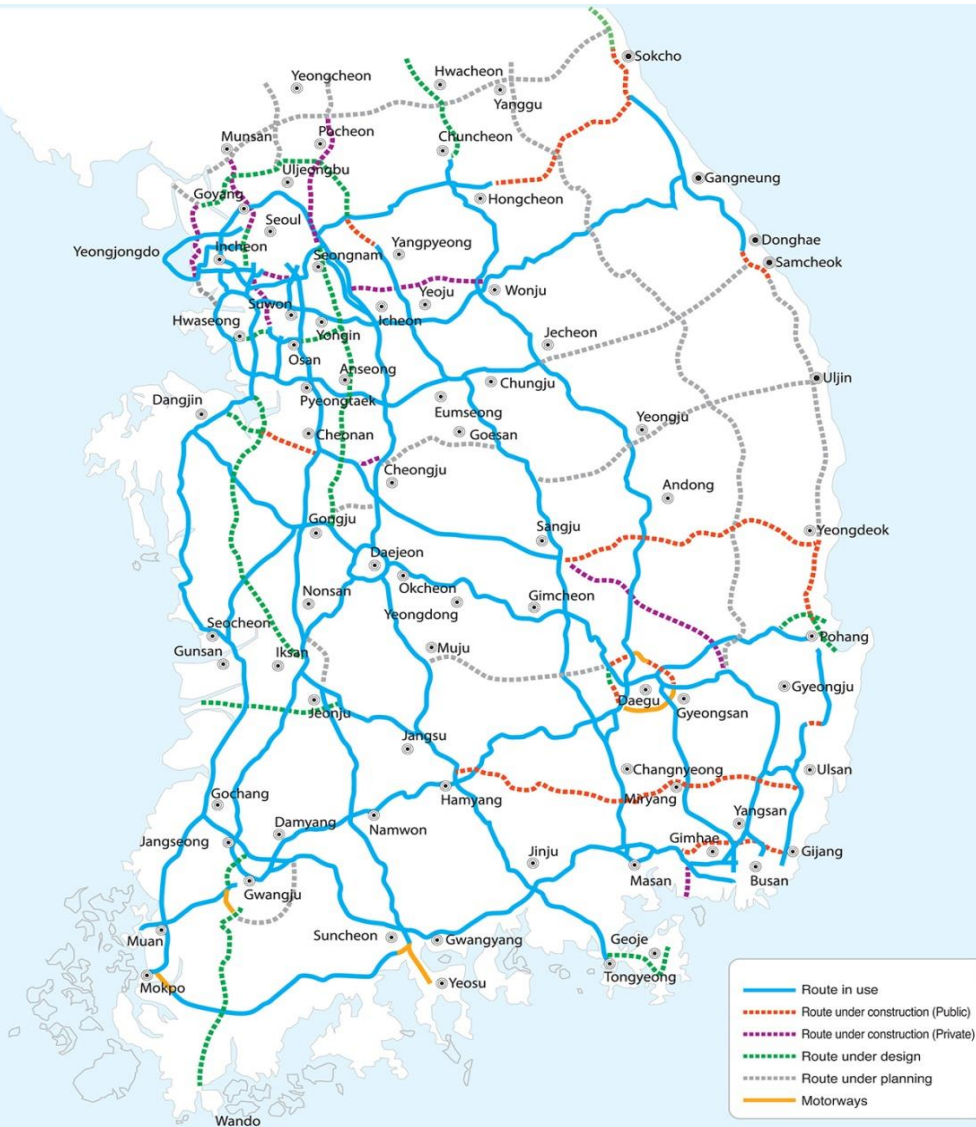 Sokcho
Yeongcheon
Hwacheon
Yanggu
Munsan
Pocheon
Chuncheon
Uljeongbu
Gangneung
Goyang
Hongcheon
Seoul
Yeongjongdo
Incheon
Yangpyeong
Donghae
Seongnam
Samcheok
Suwon
Yeoju
Wonju
Icheon
Hwaseong
Yongin
Osan
Jecheon
Anseong
Pyeongtaek
Chungju
Uljin
Dangjin
Eumseong
Yeongju
Cheonan
Goesan
Cheongju
Andong
Gongju
Sangju
Yeongdeok
Daejeon
Okcheon
Nonsan
Yeongdong
Gimcheon
Seocheon
Pohang
Gunsan
Iksan
Muju
Daegu
Gyeongju
Jeonju
Gyeongsan
Jangsu
Changnyeong
Ulsan
Hamyang
Miryang
Gochang
Damyang
Namwon
Yangsan
Jangseong
Gimhae
Gijang
Jinju
Masan
Busan
Gwangju
Muan
Suncheon
Gwangyang
Geoje
Mokpo
Yeosu
Tongyeong
Wando
Route in use
Route under construction (Public)
Route under construction (Private)
Route under design
Route under planning
Motorways